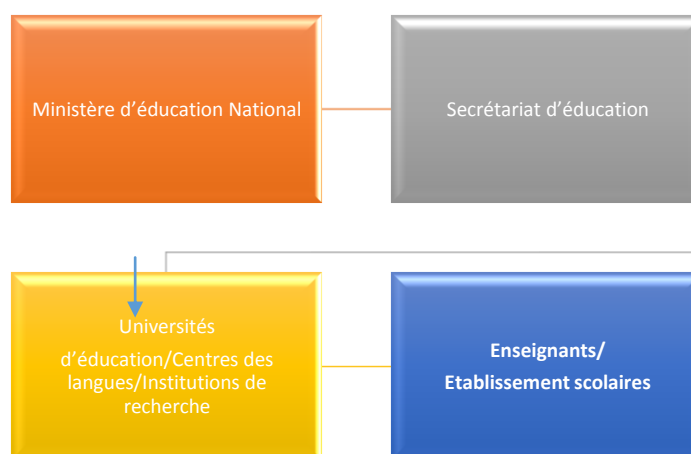 Ministère d'éducation National
Secrétariat d'éducation
Universités
d'éducation/Centres des
langues/Institutions de
recherche
Enseignants/
Etablissement scolaires